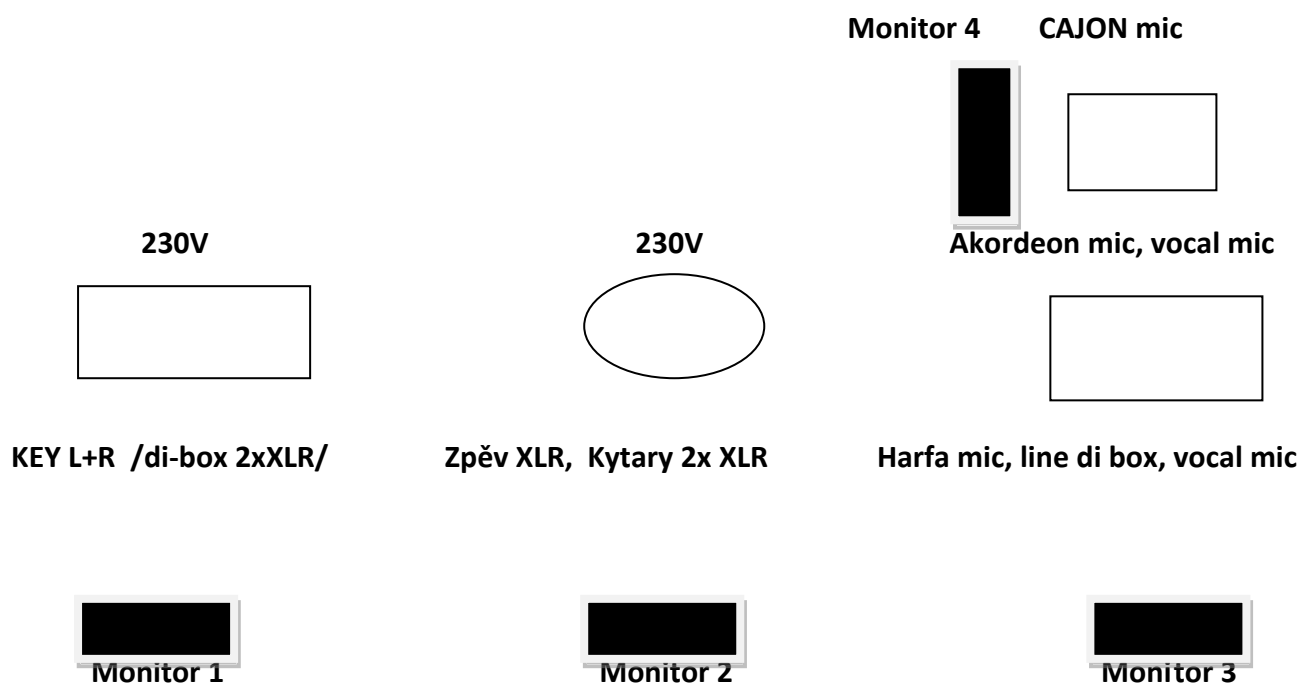 Monitor 4 CAJON mic
230V 230V Akordeon mic, vocal mic
KEY L+R /di-box 2xXLR/ Zpěv XLR, Kytary 2x XLR Harfa mic, line di box, vocal mic
Monitor 1 Monitor 2 Monitor 3